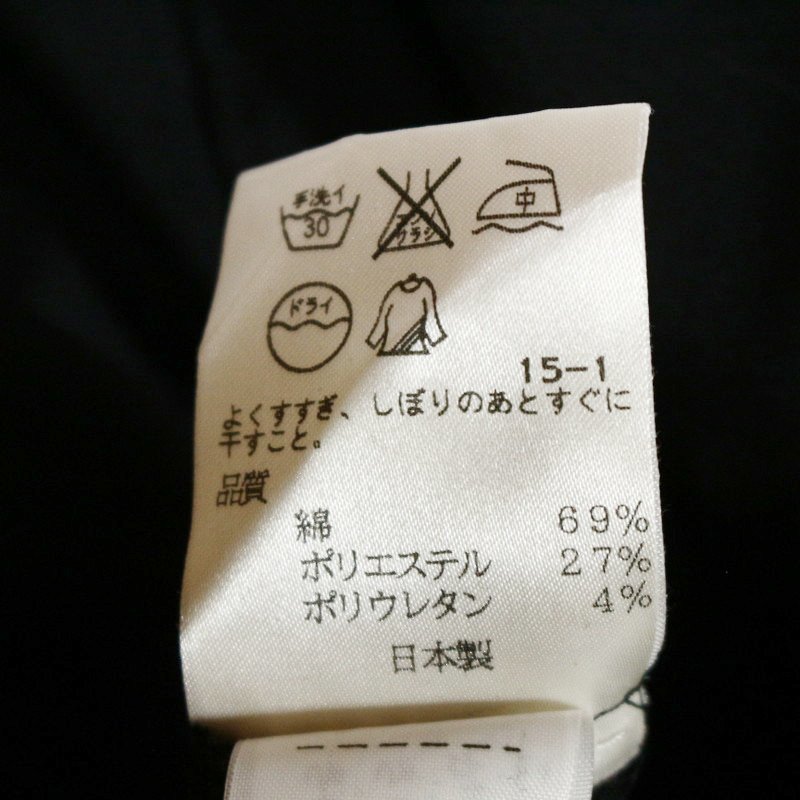 手洗イ
30
エンソ
サラシ
中
ドライ
15-1
よくすすぎ、しぼりのあとすぐに
干すこと。
品質
綿 69%
ポリエステル 27%
ポリウレタン 4%
日本製